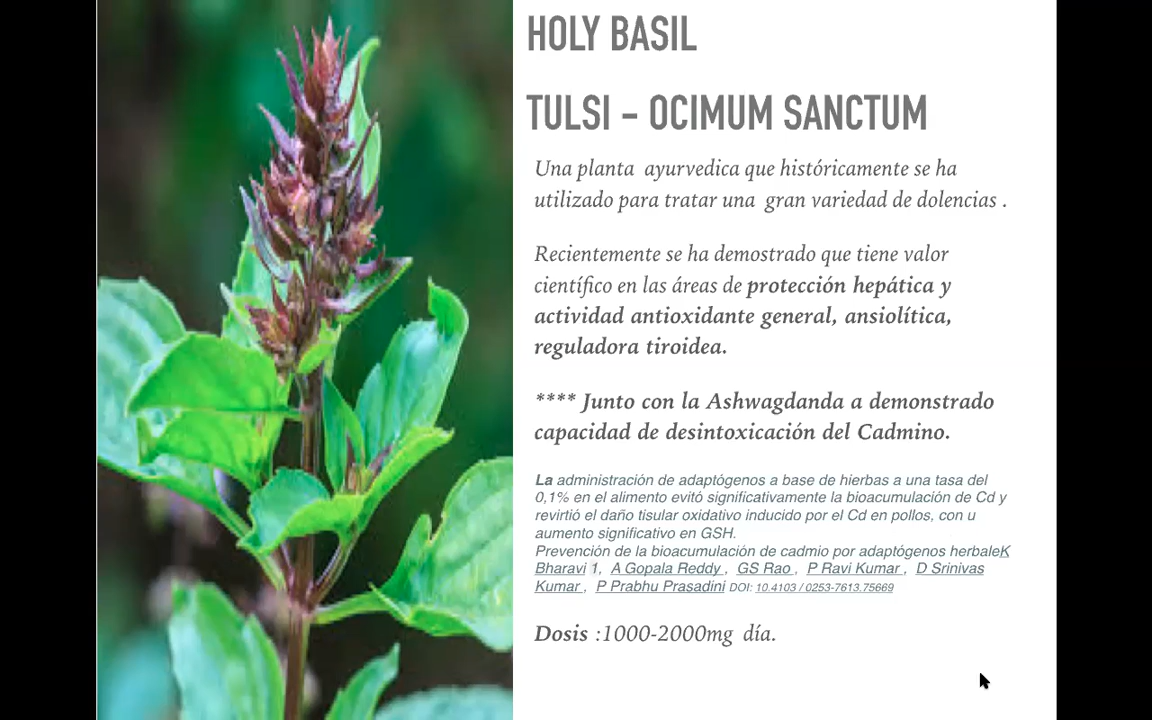 HOLY BASIL
TULSI – OCIMUM SANCTUM
Una planta ayurvedica que históricamente se ha
utilizado para tratar una gran variedad de dolencias .
Recientemente se ha demostrado que tiene valor
científico en las áreas de protección hepática y
actividad antioxidante general, ansiolítica,
reguladora tiroidea.
**** Junto con la Ashwagdanda a demonstrado
capacidad de desintoxicación del Cadmino.
La administración de adaptógenos a base de hierbas a una tasa del
0,1% en el alimento evitó significativamente la bioacumulación de Cd y
revirtió el daño tisular oxidativo inducido por el Cd en pollos, con u
aumento significativo en GSH.
Prevención de la bioacumulación de cadmio por adaptógenos herbaleK
Bharavi 1, A Gopala Reddy , GS Rao , P Ravi Kumar , D Srinivas
Kumar , P Prabhu Prasadini DOI: 10.4103 / 0253-7613.75669
Dosis :1000-2000mg día.